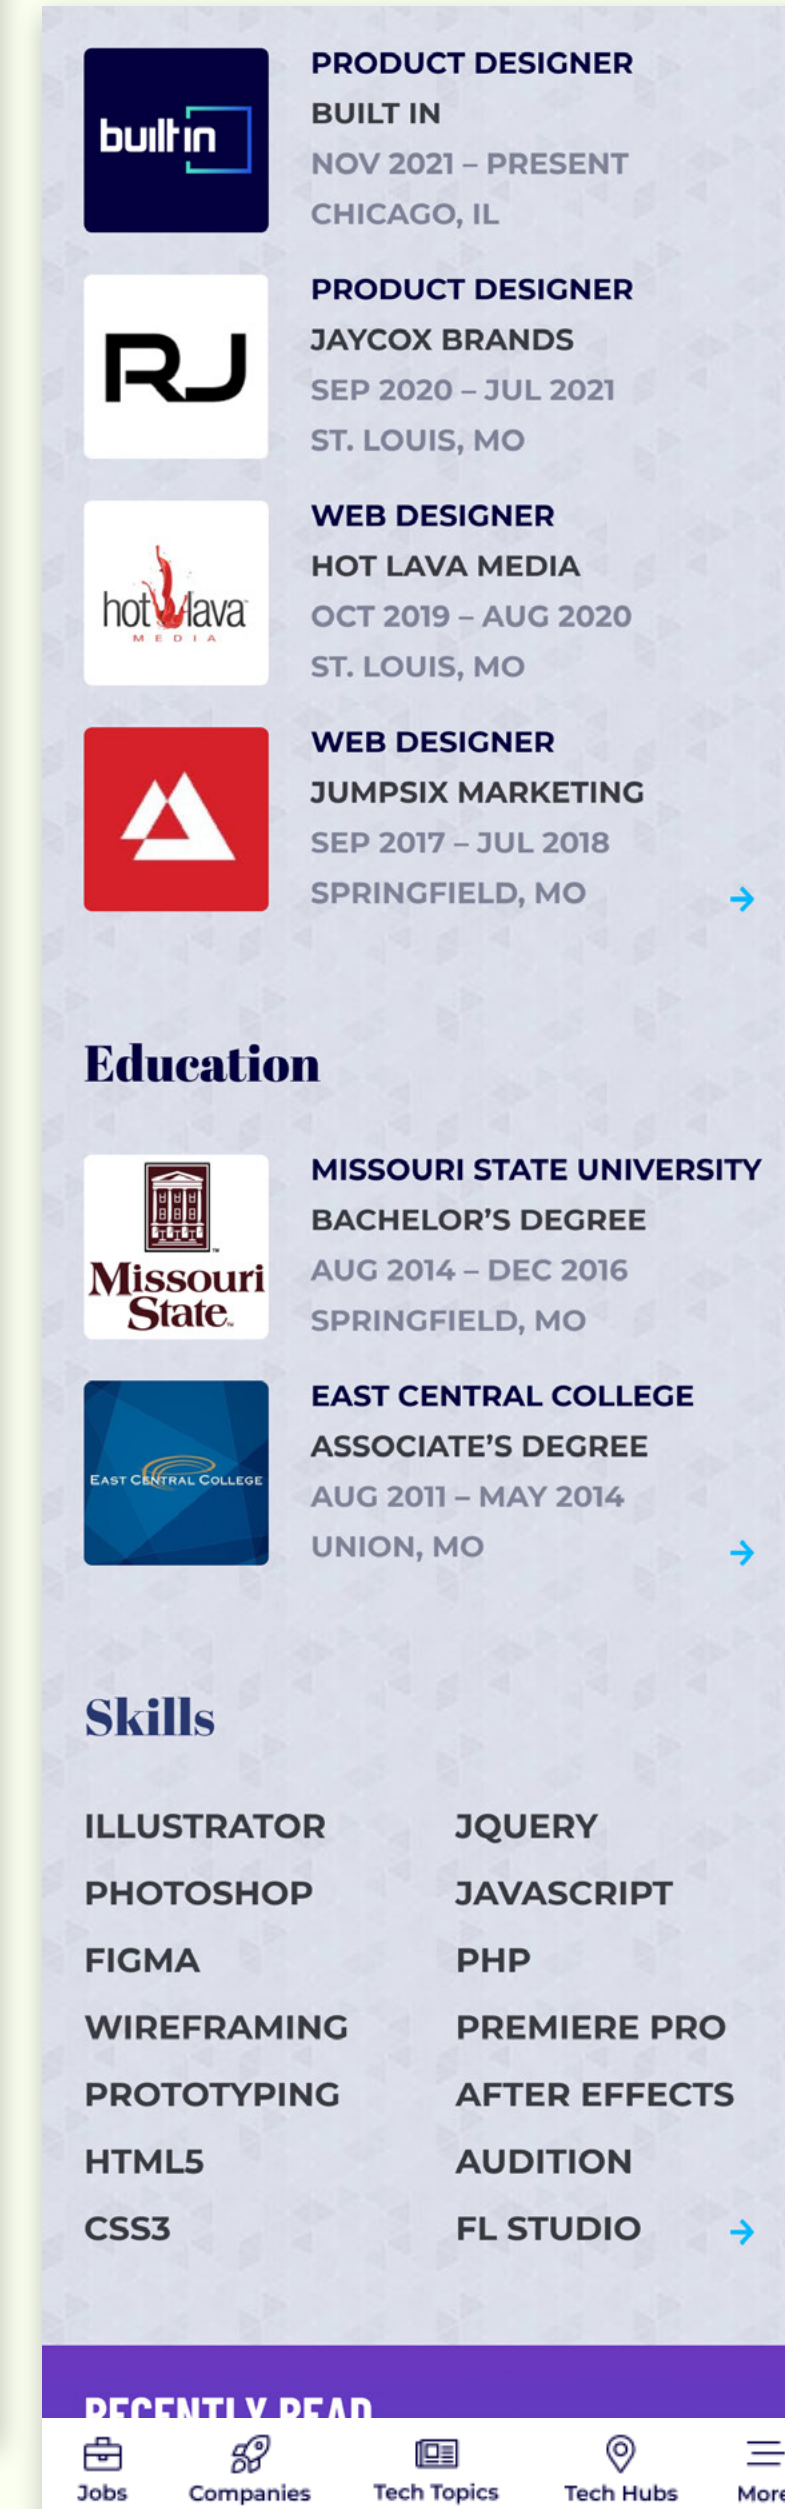 builtin
PRODUCT DESIGNER
BUILT IN
NOV 2021 – PRESENT
CHICAGO, IL
RJ
PRODUCT DESIGNER
JAYCOX BRANDS
SEP 2020 – JUL 2021
ST. LOUIS, MO
hot lava
MEDIA
WEB DESIGNER
HOT LAVA MEDIA
OCT 2019 – AUG 2020
ST. LOUIS, MO
WEB DESIGNER
JUMPSIX MARKETING
SEP 2017 – JUL 2018
SPRINGFIELD, MO
Education
Missouri
State
MISSOURI STATE UNIVERSITY
BACHELOR’S DEGREE
AUG 2014 – DEC 2016
SPRINGFIELD, MO
EAST CENTRAL COLLEGE
EAST CENTRAL COLLEGE
ASSOCIATE’S DEGREE
AUG 2011 – MAY 2014
UNION, MO
Skills
ILLUSTRATOR
PHOTOSHOP
FIGMA
WIREFRAMING
PROTOTYPING
HTML5
CSS3
JQUERY
JAVASCRIPT
PHP
PREMIERE PRO
AFTER EFFECTS
AUDITION
FL STUDIO
RECENTLY READ
Jobs
Companies
Tech Topics
Tech Hubs
More